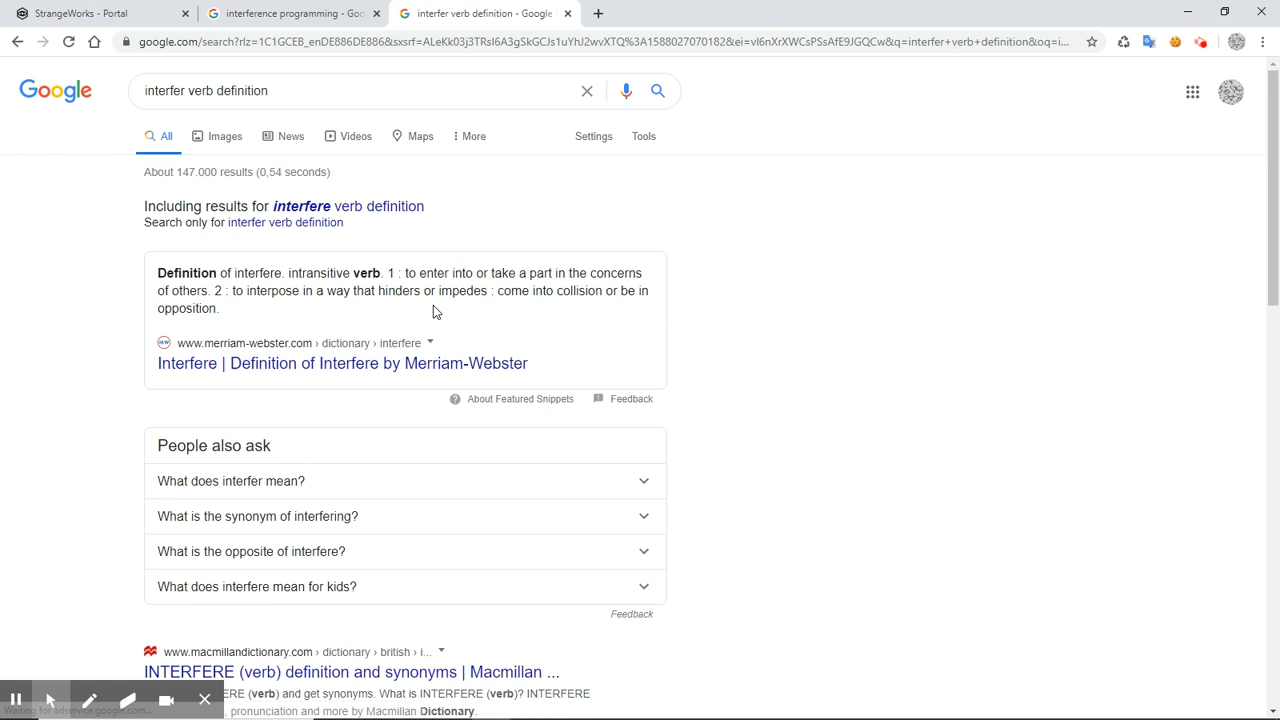 StrangeWorks - Portal
interference programming - Goo
interfer verb definition - Google
google.com/search?rlz=1C1GCEB_enDE886DE886&sxsrf=ALeKk03j3TRsI6A3gSkGCJs1uYhJ2wvXTQ%3A1588027070182&ei=vl6nXrXWCsPSsAfE9JGQCw&q=interfer+verb+definition&oq=i...
Google
interfer verb definition
All Images News Videos Maps More Settings Tools
About 147.000 results (0,54 seconds)
Including results for interfere verb definition
Search only for interfer verb definition
Definition of interfere. intransitive verb. 1 : to enter into or take a part in the concerns
of others. 2 : to interpose in a way that hinders or impedes : come into collision or be in
opposition.
www.merriam-webster.com › dictionary › interfere
Interfere | Definition of Interfere by Merriam-Webster
About Featured Snippets Feedback
People also ask
What does interfer mean?
What is the synonym of interfering?
What is the opposite of interfere?
What does interfere mean for kids?
Feedback
www.macmillandictionary.com › dictionary › british › i...
INTERFERE (verb) definition and synonyms | Macmillan ...
ERE (verb) and get synonyms. What is INTERFERE (verb)? INTERFERE
, pronunciation and more by Macmillan Dictionary.
Waiting for adservice.google.com...